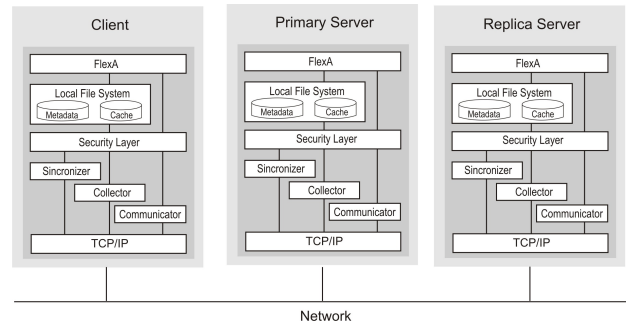 Client
FlexA
Local File System
Metadata
Cache
Security Layer
Sincronizer
Collector
Communicator
TCP/IP
Primary Server
FlexA
Local File System
Metadata
Cache
Security Layer
Sincronizer
Collector
Communicator
TCP/IP
Replica Server
FlexA
Local File System
Metadata
Cache
Security Layer
Sincronizer
Collector
Communicator
TCP/IP
Network